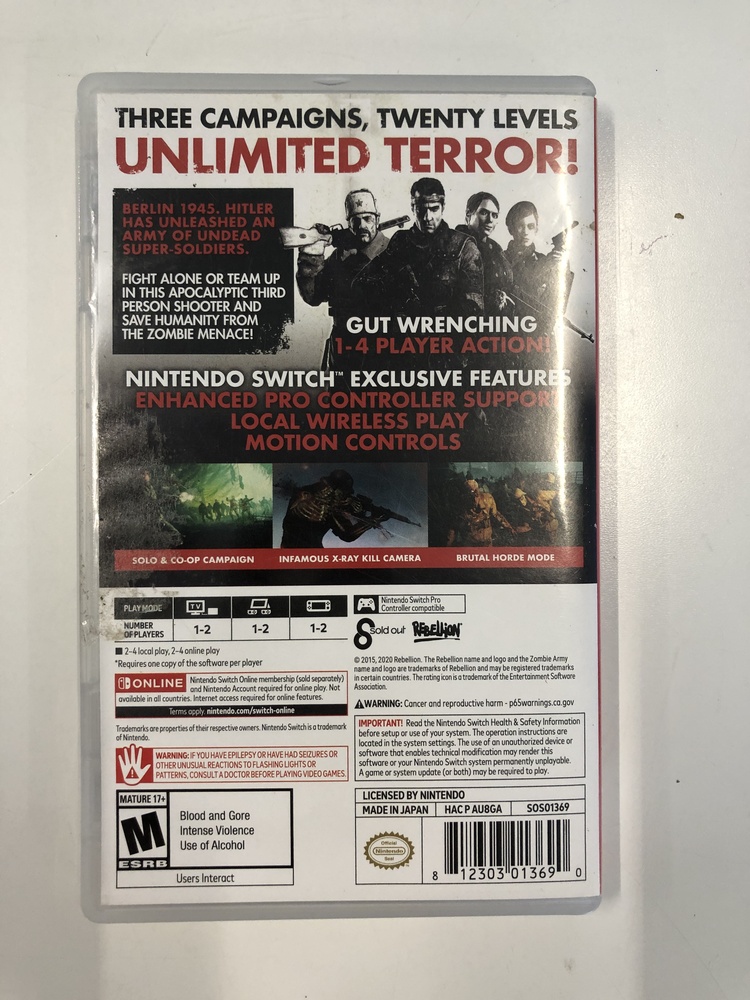 THREE CAMPAIGNS, TWENTY LEVELS
UNLIMITED TERROR!
BERLIN 1945. HITLER
HAS UNLEASHED AN
ARMY OF UNDEAD
SUPER-SOLDIERS.
FIGHT ALONE OR TEAM UP
IN THIS APOCALYPTIC THIRD
PERSON SHOOTER AND
SAVE HUMANITY FROM
THE ZOMBIE MENACE!
GUT WRENCHING
1-4 PLAYER ACTION!
NINTENDO SWITCH™ EXCLUSIVE FEATURES
ENHANCED PRO CONTROLLER SUPPORT
LOCAL WIRELESS PLAY
MOTION CONTROLS
SOLO & CO-OP CAMPAIGN
INFAMOUS X-RAY KILL CAMERA
BRUTAL HORDE MODE
PLAY MODE
TV
NUMBER
OF PLAYERS
1-2
1-2
1-2
■ 2-4 local play, 2-4 online play
*Requires one copy of the software per player
ONLINE
Nintendo Switch Online membership (sold separately)
and Nintendo Account required for online play. Not
available in all countries. Internet access required for online features.
Terms apply. nintendo.com/switch-online
Trademarks are properties of their respective owners. Nintendo Switch is a trademark
of Nintendo.
WARNING: IF YOU HAVE EPILEPSY OR HAVE HAD SEIZURES OR
OTHER UNUSUAL REACTIONS TO FLASHING LIGHTS OR
PATTERNS, CONSULT A DOCTOR BEFORE PLAYING VIDEO GAMES.
MATURE 17+
M
ESRB
Blood and Gore
Intense Violence
Use of Alcohol
Users Interact
Nintendo Switch Pro
Controller compatible
sold out
REBELLION
© 2015, 2020 Rebellion. The Rebellion name and logo and the Zombie Army
name and logo are trademarks of Rebellion and may be registered trademarks
in certain countries. The rating icon is a trademark of the Entertainment Software
Association.
WARNING: Cancer and reproductive harm - p65warnings.ca.gov
IMPORTANT! Read the Nintendo Switch Health & Safety Information
before setup or use of your system. The operation instructions are
located in the system settings. The use of an unauthorized device or
software that enables technical modification may render this
software or your Nintendo Switch system permanently unplayable.
A game or system update (or both) may be required to play.
LICENSED BY NINTENDO
MADE IN JAPAN
HAC P AU8GA
SOS01369
Official
Nintendo
Seal
8 12303 01369 0